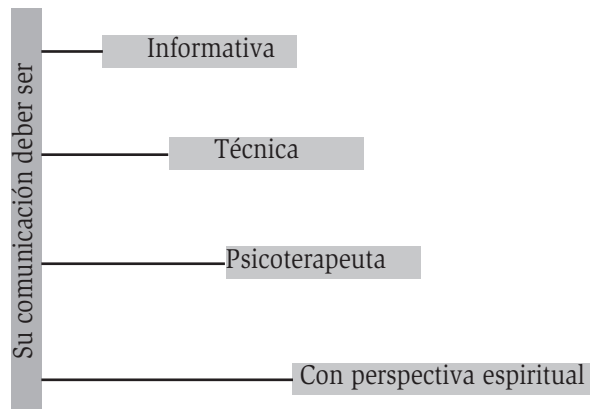 Su comunicación deber ser
Informativa
Técnica
Psicoterapeuta
Con perspectiva espiritual